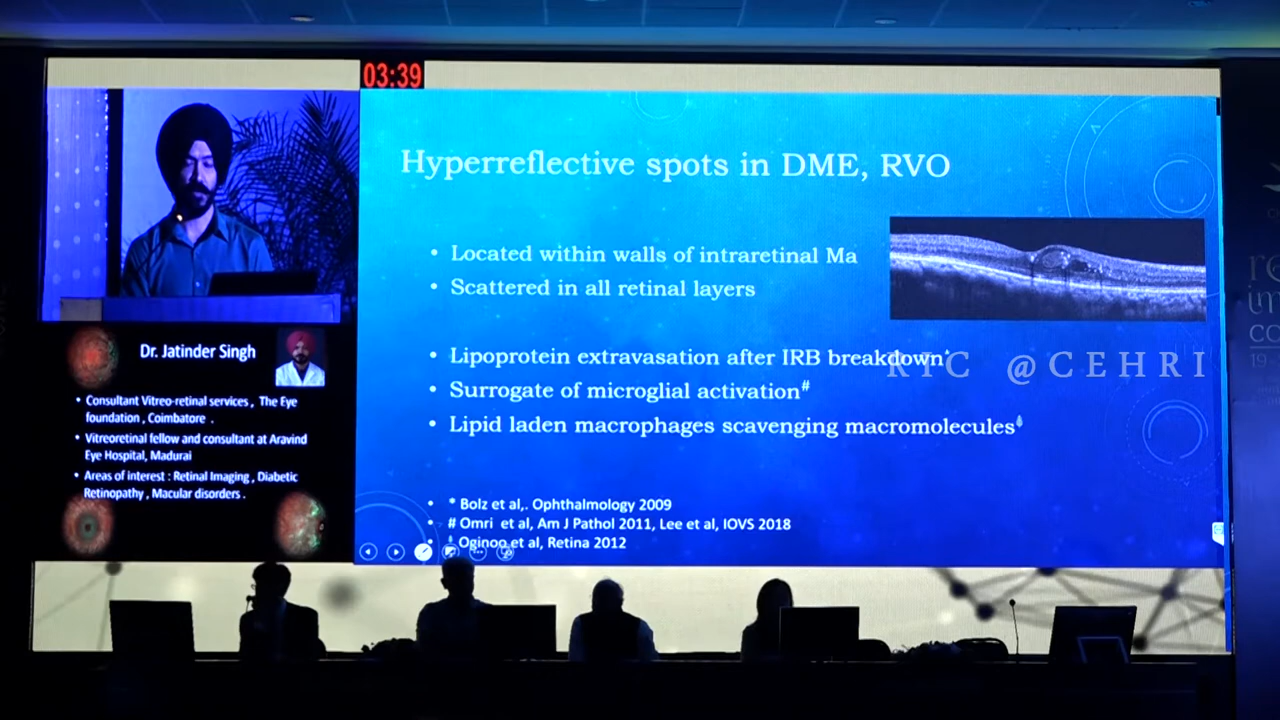 03:39
Hyperreflective spots in DME, RVO
• Located within walls of intraretinal Ma
• Scattered in all retinal layers
• Lipoprotein extravasation after IRB breakdown*
• Surrogate of microglial activation#
• Lipid laden macrophages scavenging macromolecules
RTC @CEHRI
• * Bolz et al,. Ophthalmology 2009
• # Omri et al, Am J Pathol 2011, Lee et al, IOVS 2018
Oginoo et al, Retina 2012
Dr. Jatinder Singh
• Consultant Vitreo-retinal services , The Eye
foundation , Coimbatore .
• Vitreoretinal fellow and consultant at Aravind
Eye Hospital, Madurai
• Areas of interest : Retinal Imaging , Diabetic
Retinopathy , Macular disorders .